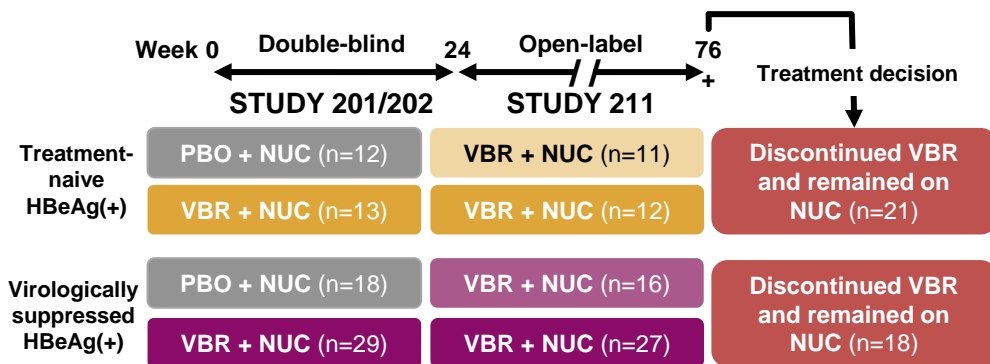 Week 0 Double-blind 24 Open-label 76
+
Treatment decision
STUDY 201/202 STUDY 211
Treatment-
naive
HBeAg(+)
PBO + NUC (n=12)
VBR + NUC (n=11)
VBR + NUC (n=13)
VBR + NUC (n=12)
Discontinued VBR
and remained on
NUC (n=21)
Virologically
suppressed
HBeAg(+)
PBO + NUC (n=18)
VBR + NUC (n=16)
VBR + NUC (n=29)
VBR + NUC (n=27)
Discontinued VBR
and remained on
NUC (n=18)